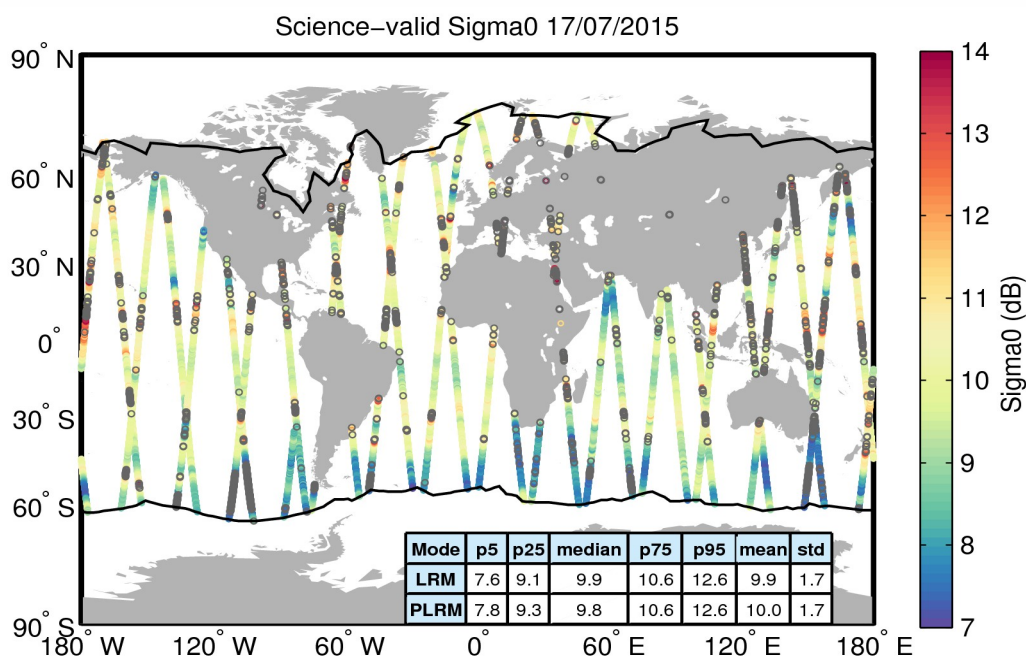 Science−valid Sigma0 17/07/2015
90° N
60° N
30° N
0°
30° S
60° S
90° S
180° W
120° W
60° W
0°
60° E
120° E
180° E
14
13
12
11
10
9
8
7
Sigma0 (dB)
Mode p5 p25 median p75 p95 mean std
LRM 7.6 9.1 9.9 10.6 12.6 9.9 1.7
PLRM 7.8 9.3 9.8 10.6 12.6 10.0 1.7